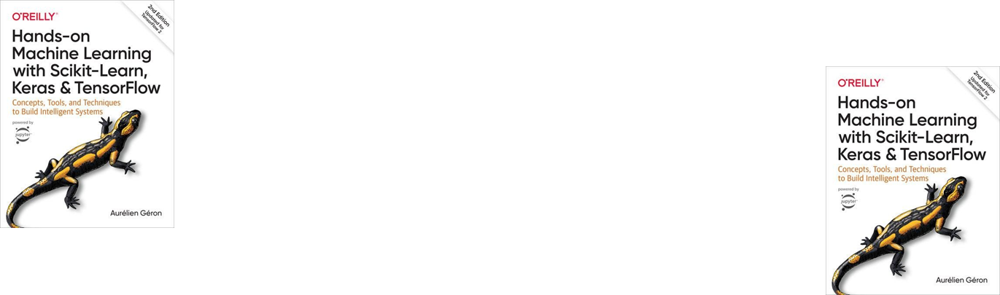 O'REILLY®
2nd Edition
Updated for
TensorFlow 2
Hands-on
Machine Learning
with Scikit-Learn,
Keras & TensorFlow
Concepts, Tools, and Techniques
to Build Intelligent Systems
powered by
jupyter
Aurélien Géron
O'REILLY®
2nd Edition
Updated for
TensorFlow 2
Hands-on
Machine Learning
with Scikit-Learn,
Keras & TensorFlow
Concepts, Tools, and Techniques
to Build Intelligent Systems
powered by
jupyter
Aurélien Géron